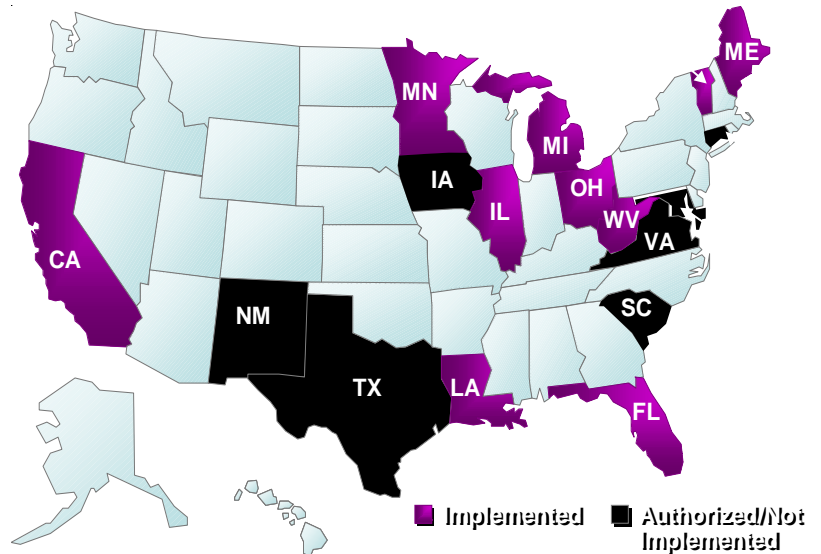 ME
MN
MI
IA
OH
IL
WV
VA
CA
SC
NM
TX
LA
FL
Implemented
Authorized/Not
Implemented